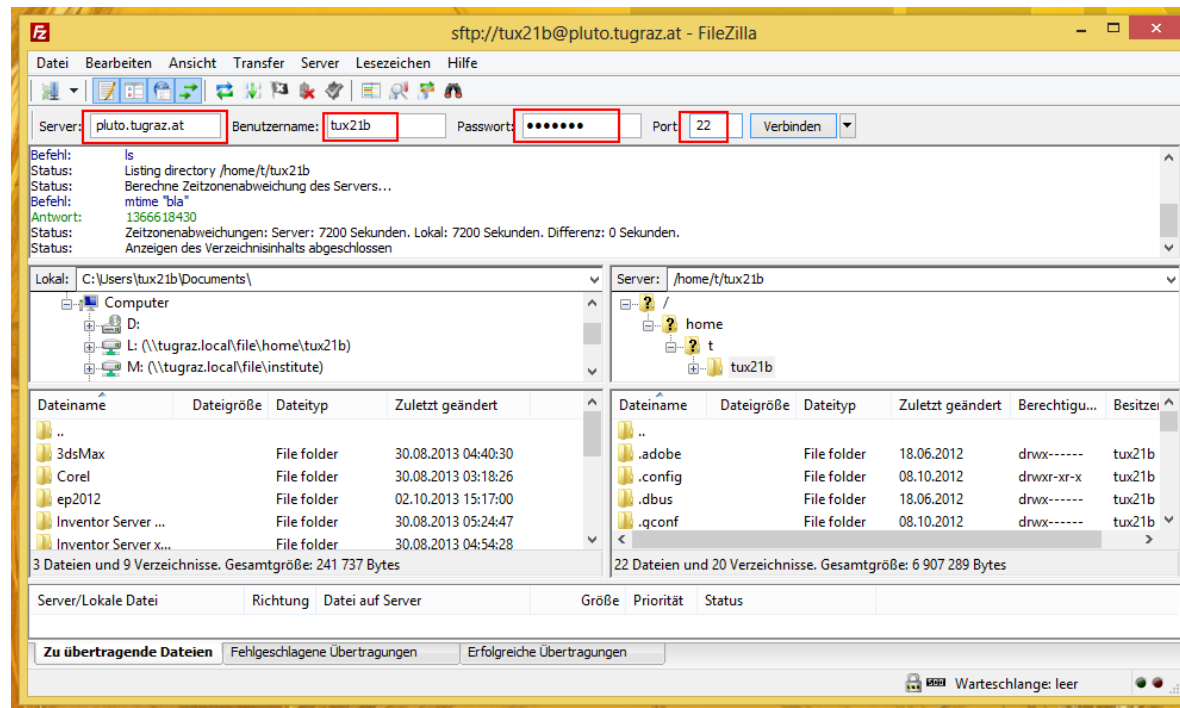 sftp://tux21b@pluto.tugraz.at - FileZilla
Datei Bearbeiten Ansicht Transfer Server Lesezeichen Hilfe
Server: pluto.tugraz.at Benutzername: tux21b Passwort: ●●●●●●● Port 22 Verbinden
Befehl: ls
Status: Listing directory /home/t/tux21b
Status: Berechne Zeitzonenabweichung des Servers...
Befehl: mtime "bla"
Antwort: 1366618430
Status: Zeitzonenabweichungen: Server: 7200 Sekunden. Lokal: 7200 Sekunden. Differenz: 0 Sekunden.
Status: Anzeigen des Verzeichnisinhalts abgeschlossen
Lokal: C:\Users\tux21b\Documents\
Computer
D:
L: (\\tugraz.local\file\home\tux21b)
M: (\\tugraz.local\file\institute)
Server: /home/t/tux21b
/
home
t
tux21b
Dateiname Dateigröße Dateityp Zuletzt geändert
..
3dsMax File folder 30.08.2013 04:40:30
Corel File folder 30.08.2013 03:18:26
ep2012 File folder 02.10.2013 15:17:00
Inventor Server ... File folder 30.08.2013 05:24:47
Inventor Server x... File folder 30.08.2013 04:54:28
3 Dateien und 9 Verzeichnisse. Gesamtgröße: 241 737 Bytes
Dateiname Dateigröße Dateityp Zuletzt geändert Berechtigu... Besitzer
..
.adobe File folder 18.06.2012 drwx------ tux21b
.config File folder 08.10.2012 drwxr-xr-x tux21b
.dbus File folder 18.06.2012 drwx------ tux21b
.gconf File folder 08.10.2012 drwx------ tux21b
22 Dateien und 20 Verzeichnisse. Gesamtgröße: 6 907 289 Bytes
Server/Lokale Datei Richtung Datei auf Server Größe Priorität Status
Zu übertragende Dateien Fehlgeschlagene Übertragungen Erfolgreiche Übertragungen
Warteschlange: leer